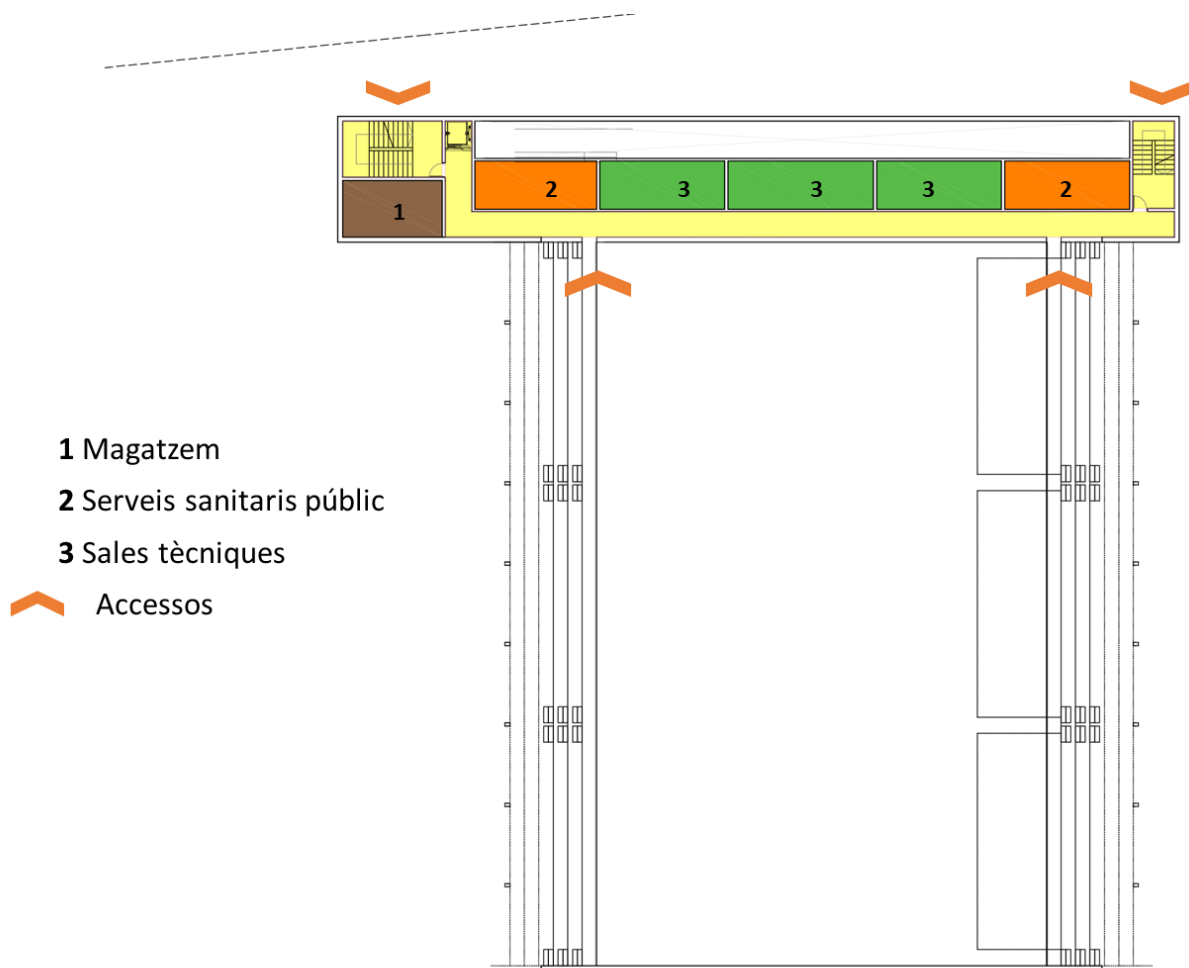 2 3 3 3 2
1
1 Magatzem
2 Serveis sanitaris públic
3 Sales tècniques
Accessos